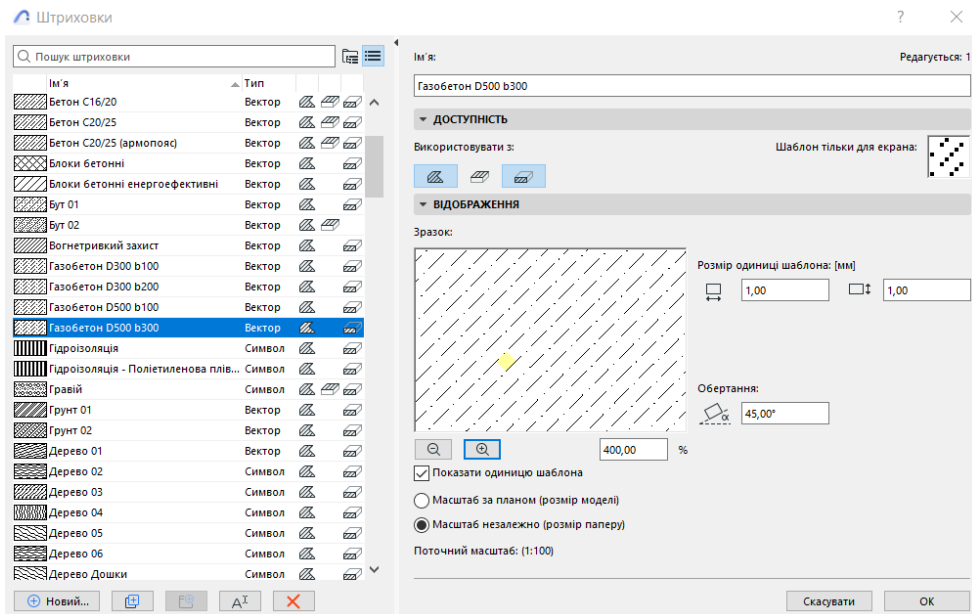 Штриховки
?
Пошук штриховки
Ім´я Тип
Бетон C16/20 Вектор
Бетон C20/25 Вектор
Бетон C20/25 (армопояс) Вектор
Блоки бетонні Вектор
Блоки бетонні енергоефективні Вектор
Бут 01 Вектор
Бут 02 Вектор
Вогнетривкий захист Вектор
Газобетон D300 b100 Вектор
Газобетон D300 b200 Вектор
Газобетон D500 b100 Вектор
Газобетон D500 b300 Вектор
Гідроізоляція Символ
Гідроізоляція - Поліетиленова плів... Символ
Гравій Символ
Грунт 01 Вектор
Грунт 02 Вектор
Дерево 01 Вектор
Дерево 02 Символ
Дерево 03 Символ
Дерево 04 Символ
Дерево 05 Символ
Дерево 06 Символ
Дерево Дошки Символ
Новий...
Ім´я: Редагується: 1
Газобетон D500 b300
ДОСТУПНІСТЬ
Використовувати з: Шаблон тільки для екрана:
ВІДОБРАЖЕННЯ
Зразок:
Розмір одиниці шаблона: [мм]
1,00 1,00
Обертання:
α 45,00°
400,00 %
Показати одиницю шаблона
Масштаб за планом (розмір моделі)
Масштаб незалежно (розмір паперу)
Поточний масштаб: (1:100)
Скасувати ОК